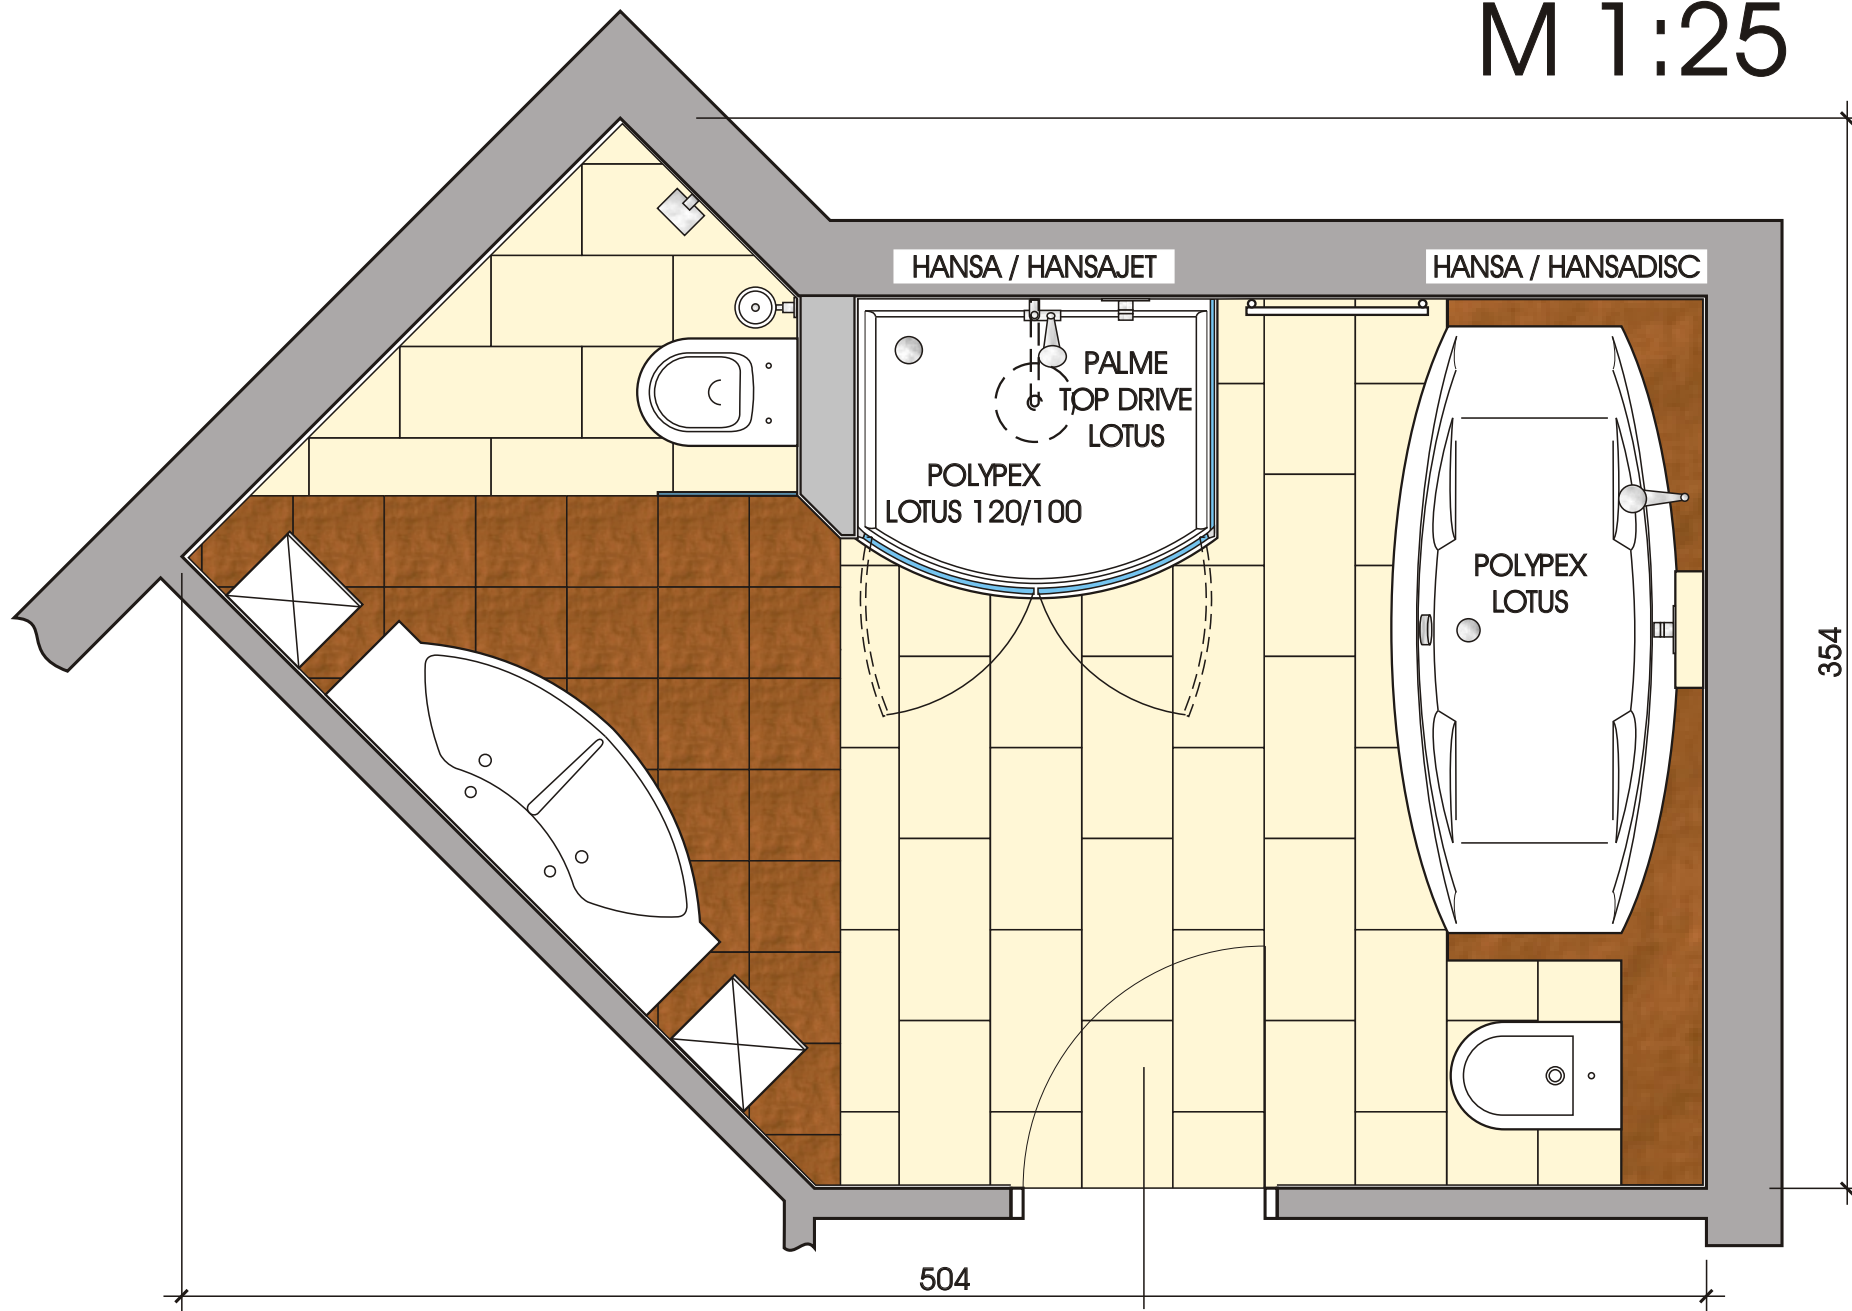 M 1:25
HANSA / HANSAJET
HANSA / HANSADISC
PALME
TOP DRIVE
LOTUS
POLYPEX
LOTUS 120/100
POLYPEX
LOTUS
354
504